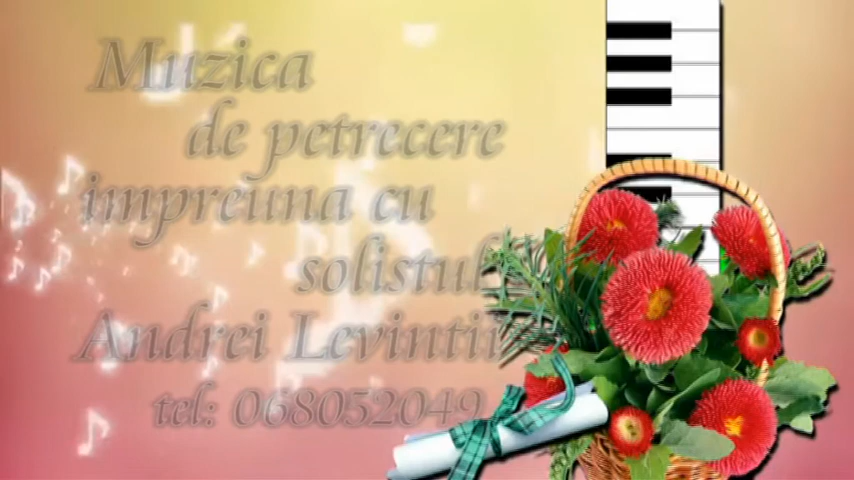 Muzica
de petrecere
impreuna cu
solistul
Andrei Levintii
tel: 068052049